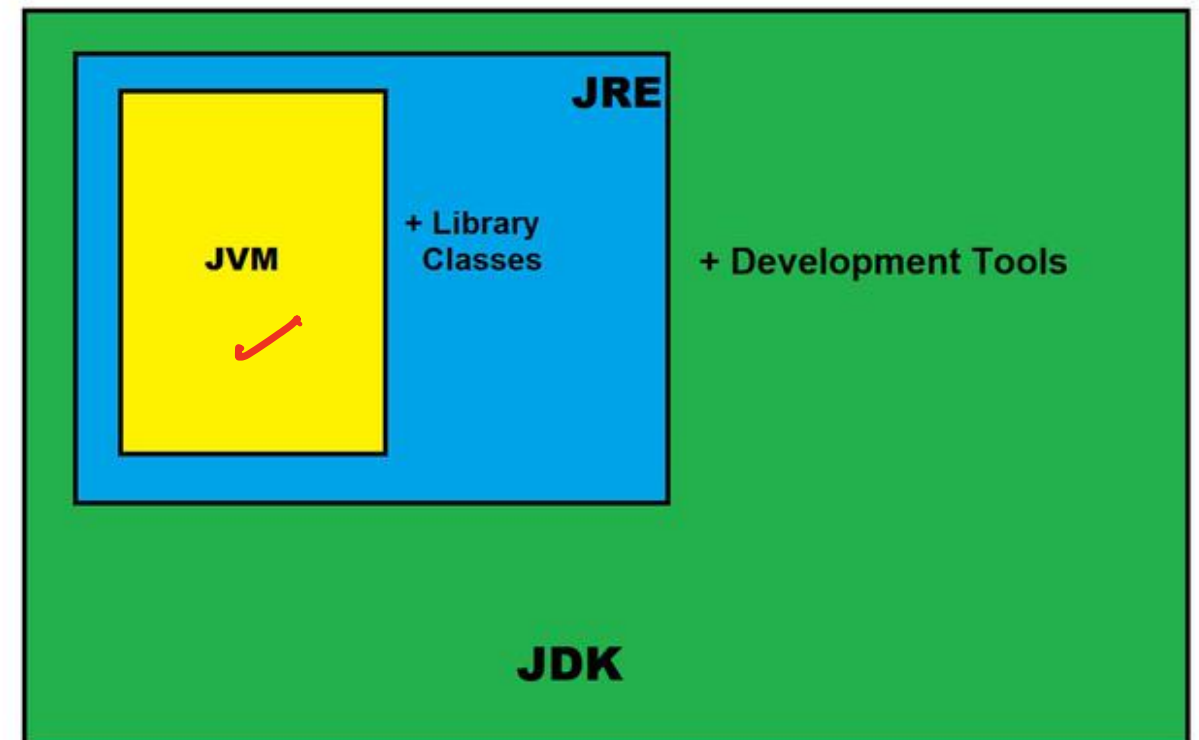 JRE
+ Library
Classes
JVM
+ Development Tools
JDK